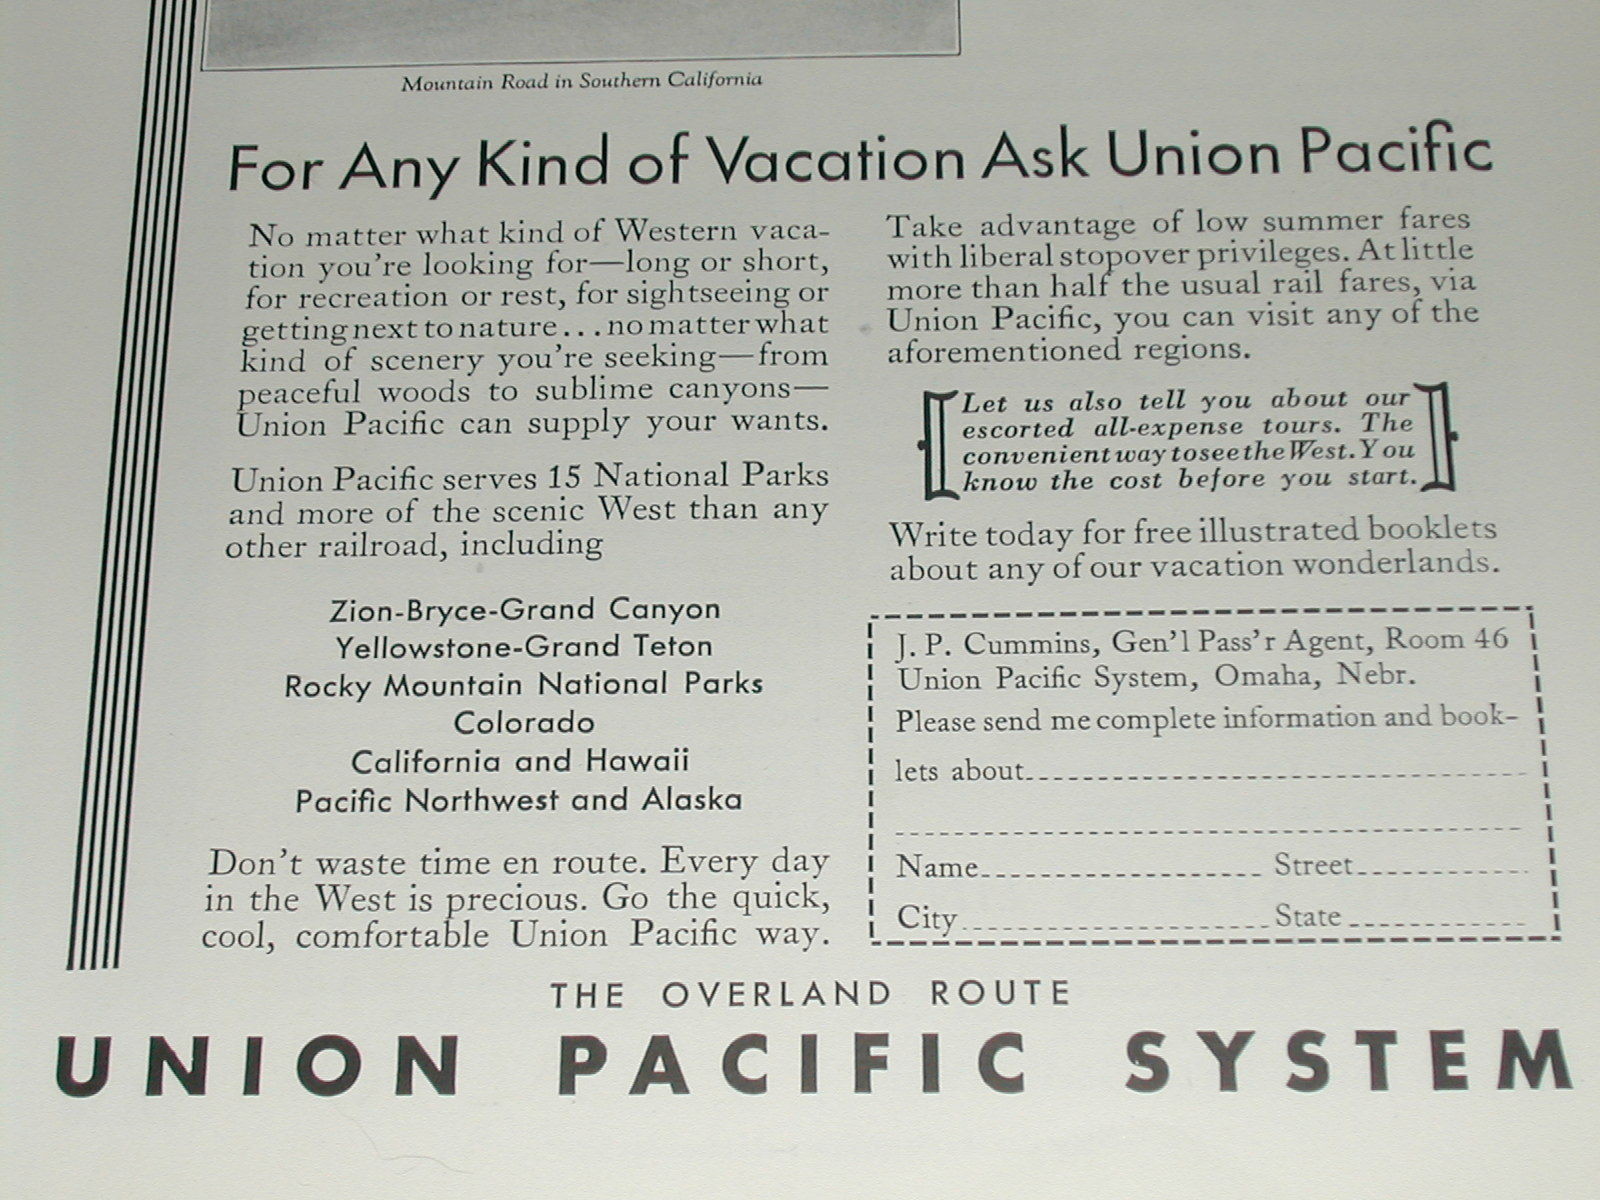 Mountain Road in Southern California
For Any Kind of Vacation Ask Union Pacific
No matter what kind of Western vaca-
tion you're looking for—long or short,
for recreation or rest, for sightseeing or
getting next to nature . . . no matter what
kind of scenery you're seeking—from
peaceful woods to sublime canyons—
Union Pacific can supply your wants.
Union Pacific serves 15 National Parks
and more of the scenic West than any
other railroad, including
Zion-Bryce-Grand Canyon
Yellowstone-Grand Teton
Rocky Mountain National Parks
Colorado
California and Hawaii
Pacific Northwest and Alaska
Don't waste time en route. Every day
in the West is precious. Go the quick,
cool, comfortable Union Pacific way.
Take advantage of low summer fares
with liberal stopover privileges. At little
more than half the usual rail fares, via
Union Pacific, you can visit any of the
aforementioned regions.
Let us also tell you about our
escorted all-expense tours. The
convenient way to see the West. You
know the cost before you start.
Write today for free illustrated booklets
about any of our vacation wonderlands.
J. P. Cummins, Gen'l Pass'r Agent, Room 46
Union Pacific System, Omaha, Nebr.
Please send me complete information and book-
lets about
Name Street
City State
THE OVERLAND ROUTE
UNION PACIFIC SYSTEM